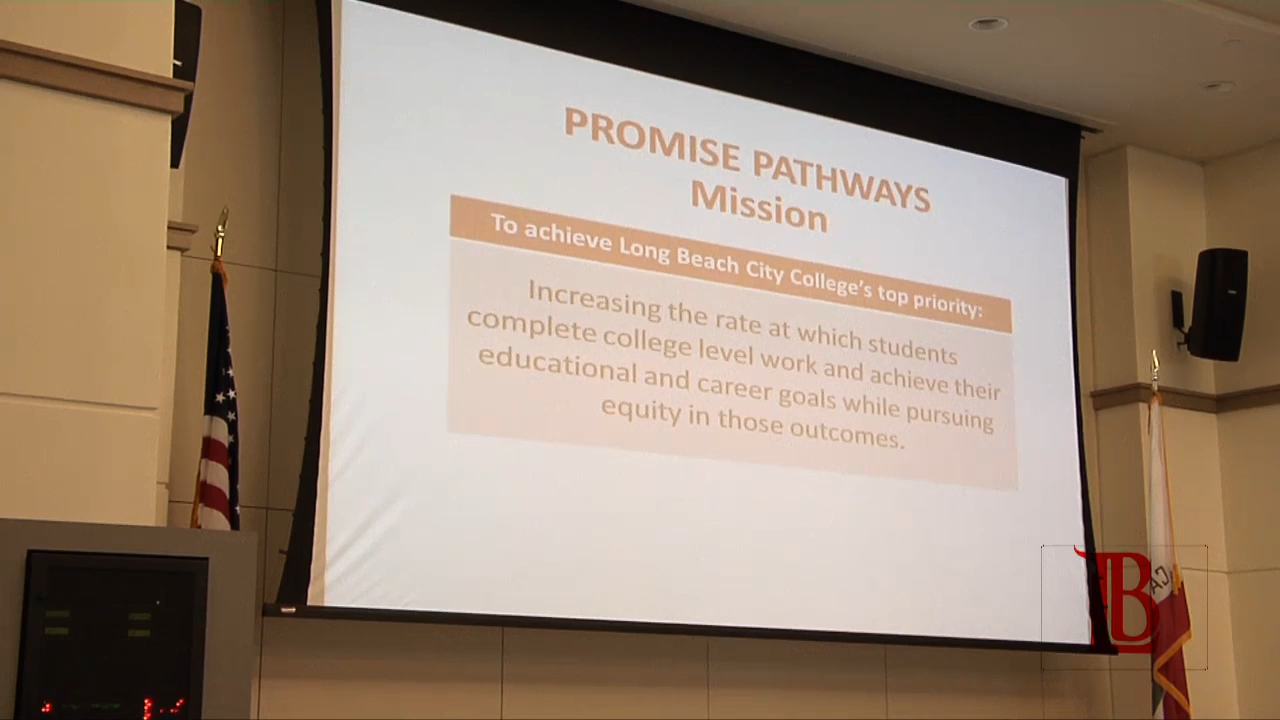 PROMISE PATHWAYS
Mission
To achieve Long Beach City College's top priority:
Increasing the rate at which students
complete college level work and achieve their
educational and career goals while pursuing
equity in those outcomes.
LB